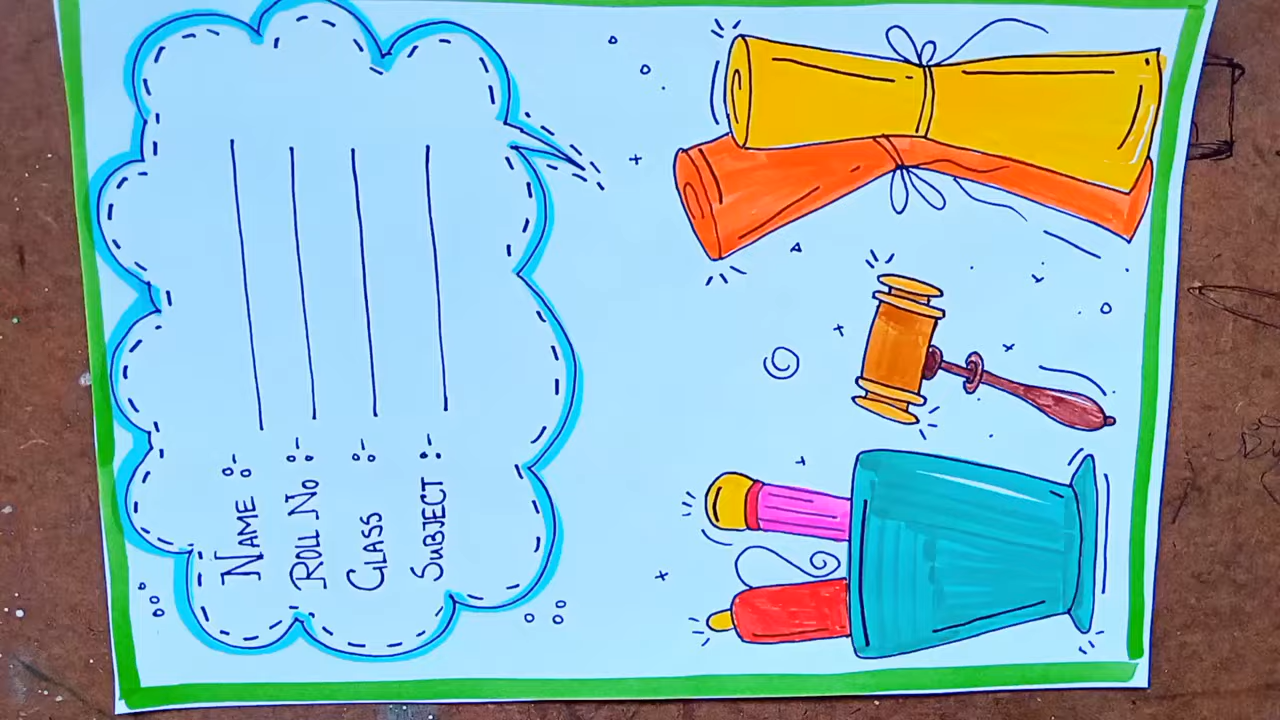 NAME :-
ROLL NO :-
CLASS :-
SUBJECT :-